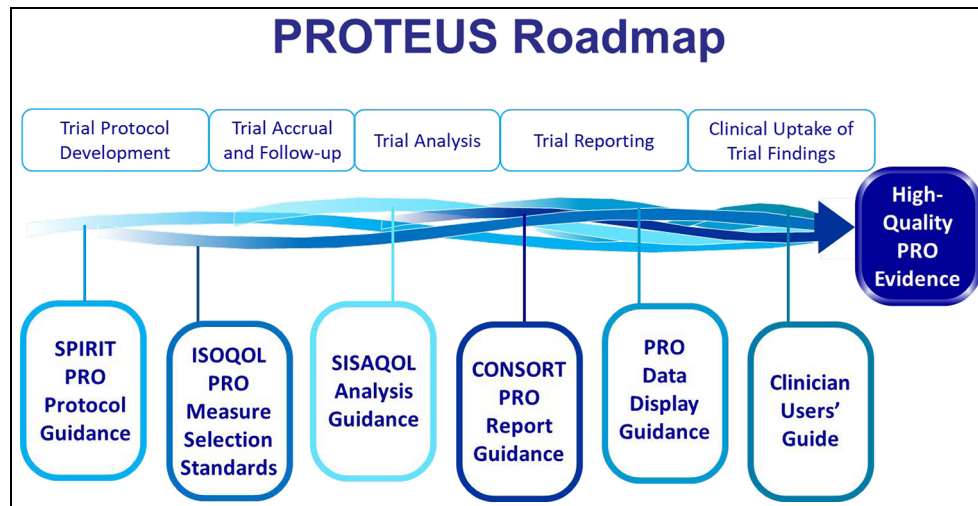 PROTEUS Roadmap
Trial Protocol
Development
Trial Accrual
and Follow-up
Trial Analysis
Trial Reporting
Clinical Uptake of
Trial Findings
High-
Quality
PRO
Evidence
SPIRIT
PRO
Protocol
Guidance
ISOQOL
PRO
Measure
Selection
Standards
SISAQOL
Analysis
Guidance
CONSORT
PRO
Report
Guidance
PRO
Data
Display
Guidance
Clinician
Users’
Guide